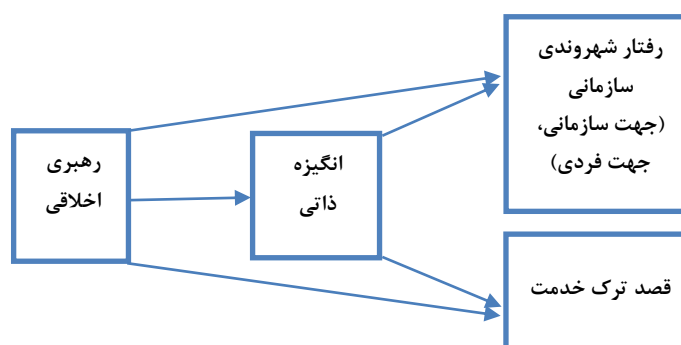 رفتار شهروندی
سازمانی
(جهت سازمانی،
جهت فردی)
انگیزه
ذاتی
رهبری
اخلاقی
قصد ترک خدمت